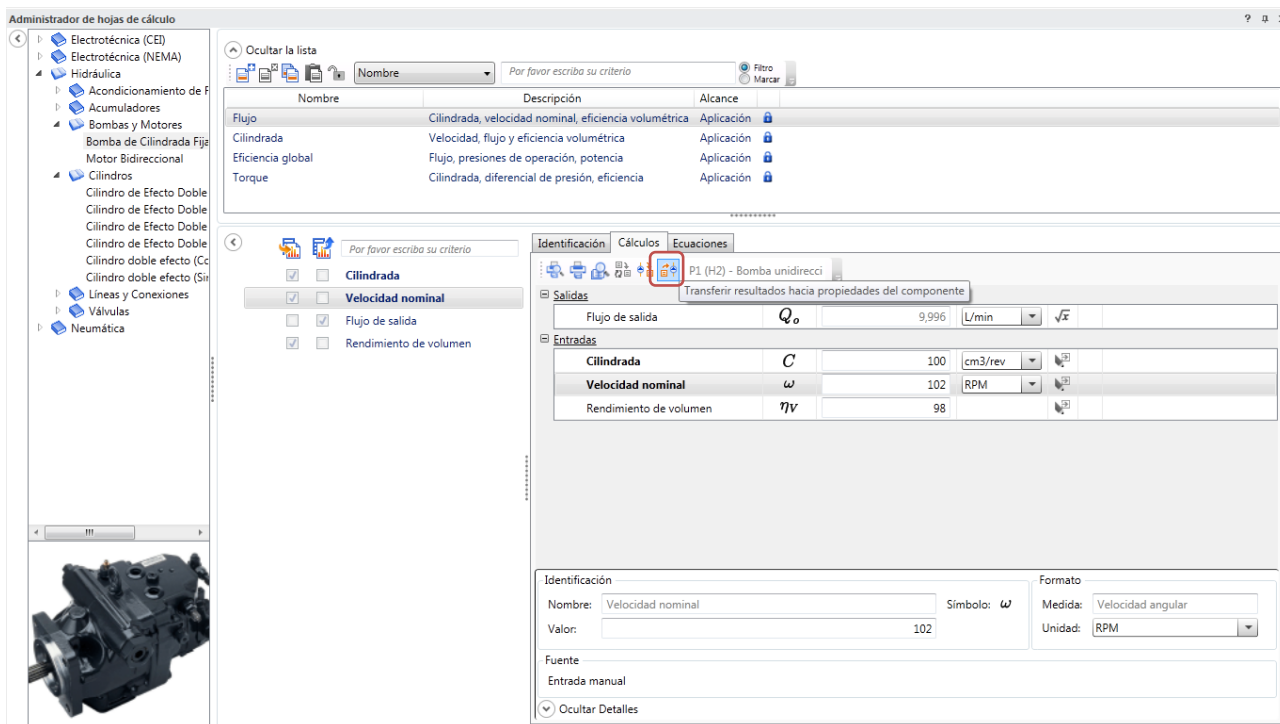 Administrador de hojas de cálculo
?
Electrotécnica (CEI)
Electrotécnica (NEMA)
Hidráulica
Acondicionamiento de F
Acumuladores
Bombas y Motores
Bomba de Cilindrada Fija
Motor Bidireccional
Cilindros
Cilindro de Efecto Doble
Cilindro de Efecto Doble
Cilindro de Efecto Doble
Cilindro de Efecto Doble
Cilindro doble efecto (Cc
Cilindro doble efecto (Sir
Líneas y Conexiones
Válvulas
Neumática
Ocultar la lista
Nombre Por favor escriba su criterio Filtro
Marcar
Nombre Descripción Alcance
Flujo Cilindrada, velocidad nominal, eficiencia volumétrica Aplicación
Cilindrada Velocidad, flujo y eficiencia volumétrica Aplicación
Eficiencia global Flujo, presiones de operación, potencia Aplicación
Torque Cilindrada, diferencial de presión, eficiencia Aplicación
Por favor escriba su criterio
Cilindrada
Velocidad nominal
Flujo de salida
Rendimiento de volumen
Identificación Cálculos Ecuaciones
P1 (H2) - Bomba unidirecci
Transferir resultados hacia propiedades del componente
Salidas
Flujo de salida Qo 9,996 L/min √x
Entradas
Cilindrada C 100 cm3/rev
Velocidad nominal ω 102 RPM
Rendimiento de volumen ηV 98
Identificación
Nombre: Velocidad nominal Símbolo: ω
Valor: 102
Formato
Medida: Velocidad angular
Unidad: RPM
Fuente
Entrada manual
Ocultar Detalles